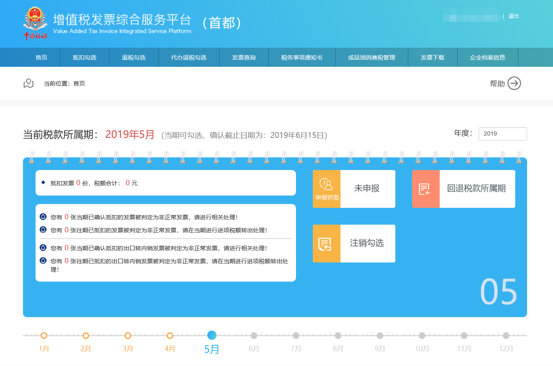 增值税发票综合服务平台 （首都）
Value Added Tax Invoice Integrated Service Platform
中国税务
| 退出
首页 抵扣勾选 退税勾选 代办退税勾选 发票查询 税务事项通知书 成品油消费税管理 发票下载 企业档案信息
当前位置：首页
帮助
当前税款所属期： 2019年5月 （当期可勾选、确认截止日期为：2019年6月15日）
年度： 2019
抵扣发票 0 份，税额合计： 0 元
您有 0 张当期已确认抵扣的发票被判定为非正常发票，请进行相关处理！
您有 0 张往期已抵扣的发票被判定为非正常发票，请在当期进行进项税额转出处理！
您有 0 张当期已确认抵扣的出口转内销发票被判定为非正常发票，请进行相关处理！
您有 0 张往期已抵扣的出口转内销发票被判定为非正常发票，请在当期进行进项税额转出处
理！
申报状态
未申报
回退税款所属期
注销勾选
05
1月 2月 3月 4月 5月 6月 7月 8月 9月 10月 11月 12月